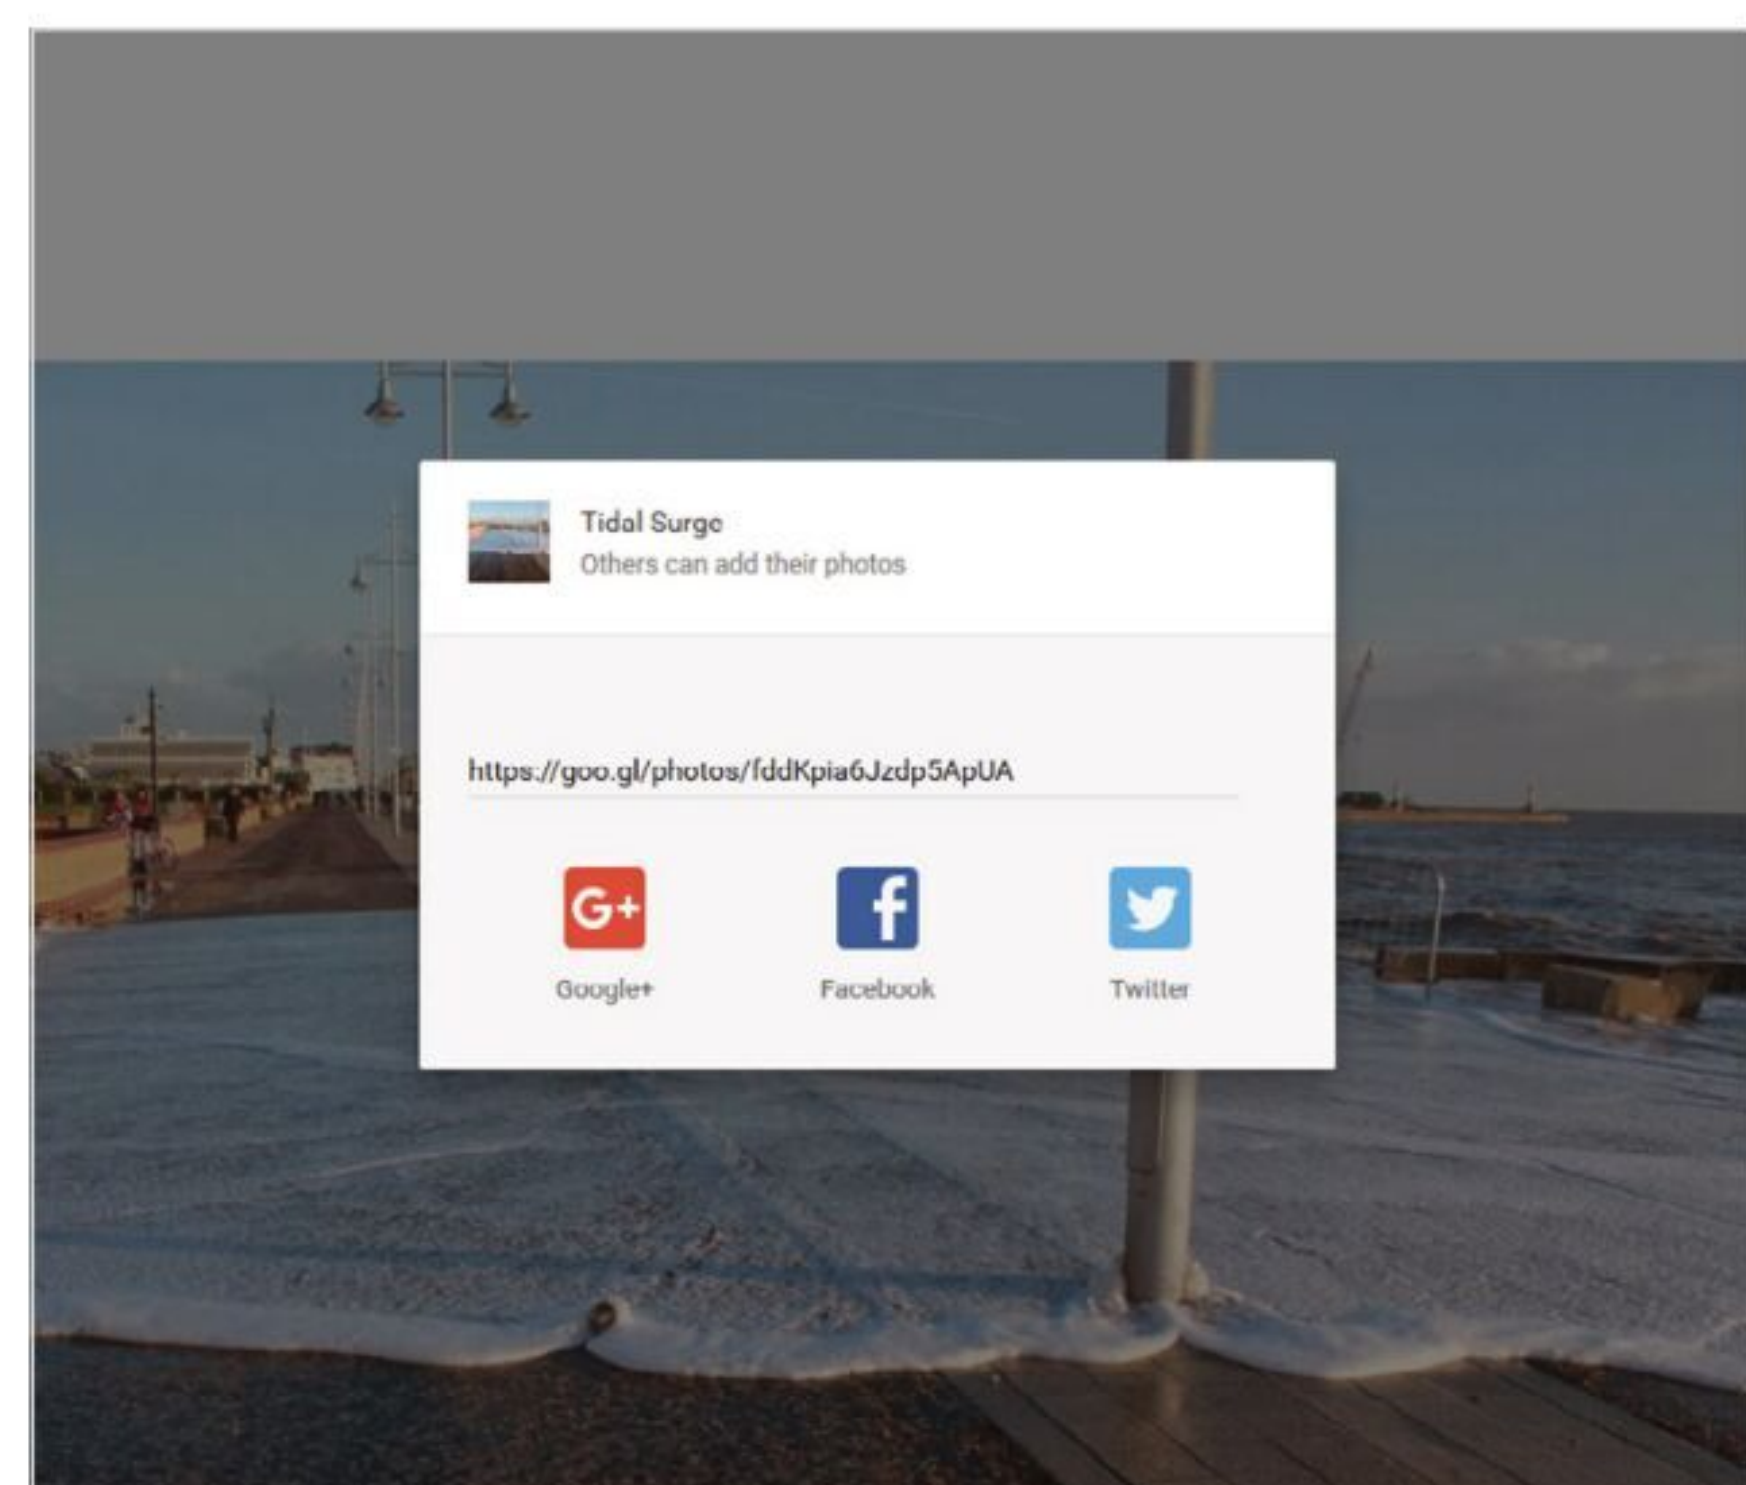 Tidal Surge
Others can add their photos
https://goo.gl/photos/fddKpia6Jzdp5ApUA
G+
f
Google+
Facebook
Twitter